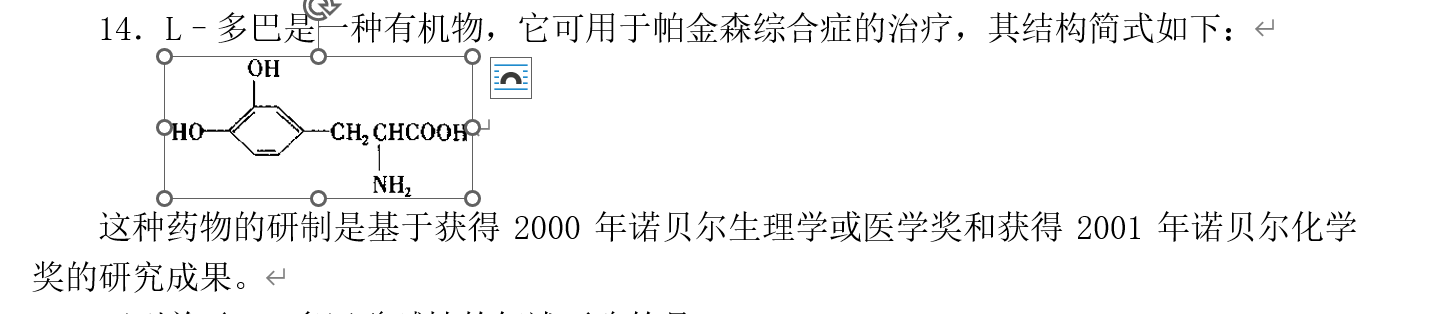 14．L－多巴是一种有机物，它可用于帕金森综合症的治疗，其结构简式如下：
OH
HO
CH₂CHCOOH
NH₂
这种药物的研制是基于获得 2000 年诺贝尔生理学或医学奖和获得 2001 年诺贝尔化学
奖的研究成果。